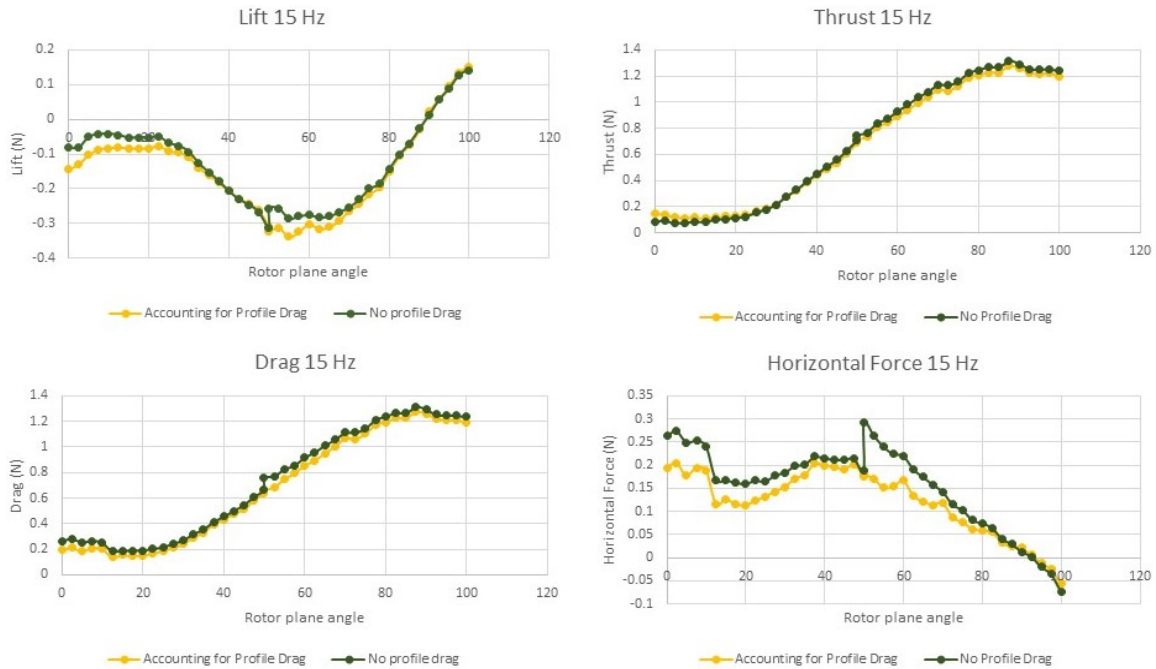 Lift 15 Hz
0.2
0.1
0
-0.1
-0.2
-0.3
-0.4
0 20 40 60 80 100 120
Lift (N)
Rotor plane angle
Accounting for Profile Drag No profile Drag
Thrust 15 Hz
1.4
1.2
1
0.8
0.6
0.4
0.2
0
0 20 40 60 80 100 120
Thrust (N)
Rotor plane angle
Accounting for Profile Drag No Profile Drag
Drag 15 Hz
1.4
1.2
1
0.8
0.6
0.4
0.2
0
0 20 40 60 80 100 120
Drag (N)
Rotor plane angle
Accounting for Profile Drag No profile drag
Horizontal Force 15 Hz
0.35
0.3
0.25
0.2
0.15
0.1
0.05
0
-0.05
-0.1
0 20 40 60 80 100 120
Horizontal Force (N)
Rotor plane angle
Accounting for Profile Drag No Profile Drag